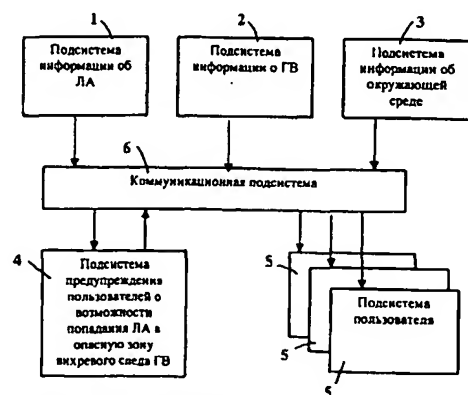 1
2
3
Подсистема
информации об
ЛА
Подсистема
информации о ГВ
Подсистема
информации об
окружающей
среде
6
Коммуникационная подсистема
4
Подсистема
предупреждения
пользователей о
возможности
попадания ЛА в
опасную зону
вихревого следа ГВ
5
5
5
Подсистема
пользователя